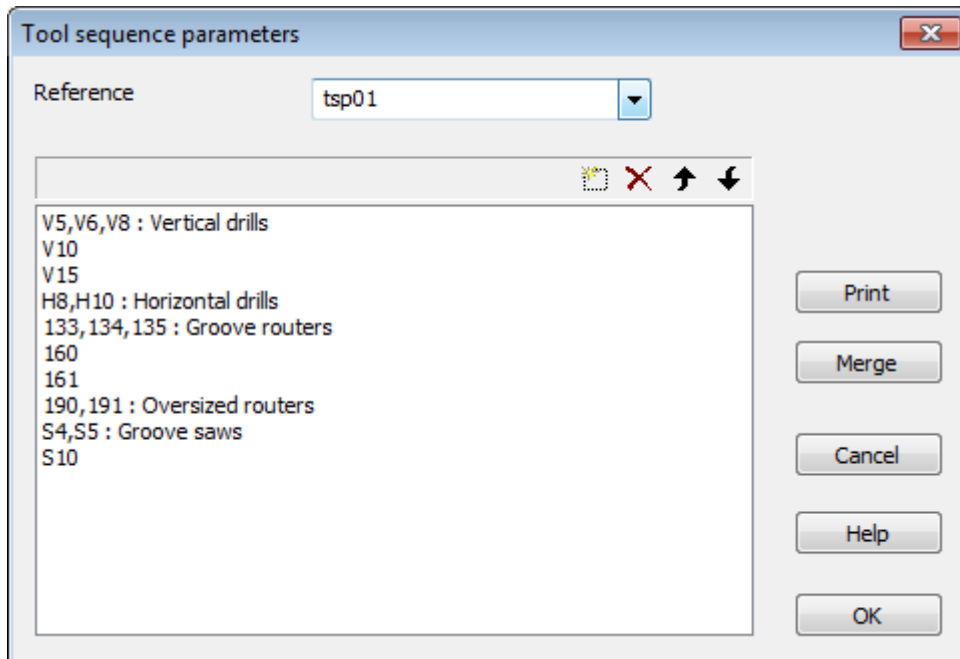 Tool sequence parameters
Reference
tsp01
V5,V6,V8 : Vertical drills
V10
V15
H8,H10 : Horizontal drills
133,134,135 : Groove routers
160
161
190,191 : Oversized routers
S4,S5 : Groove saws
S10
Print
Merge
Cancel
Help
OK